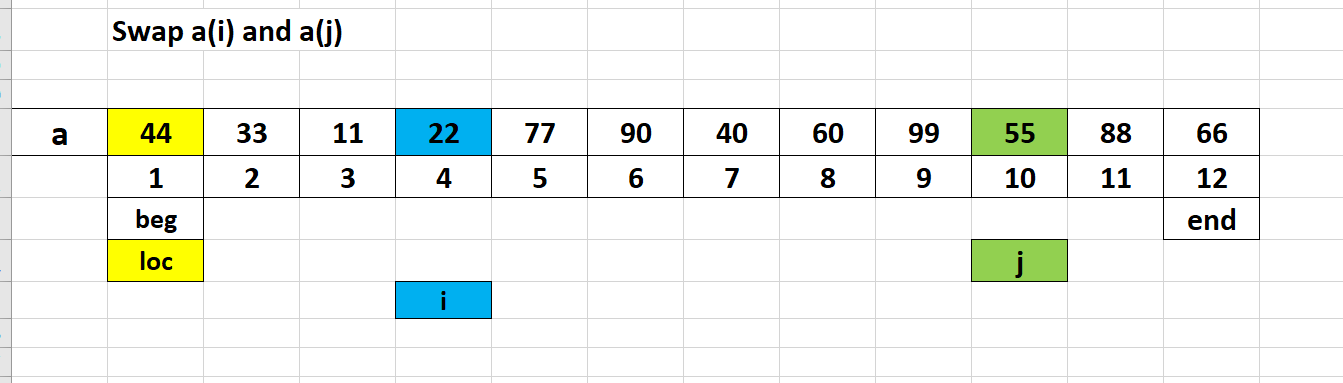 Swap a(i) and a(j)
a 44 33 11 22 77 90 40 60 99 55 88 66
1 2 3 4 5 6 7 8 9 10 11 12
beg end
loc j
i